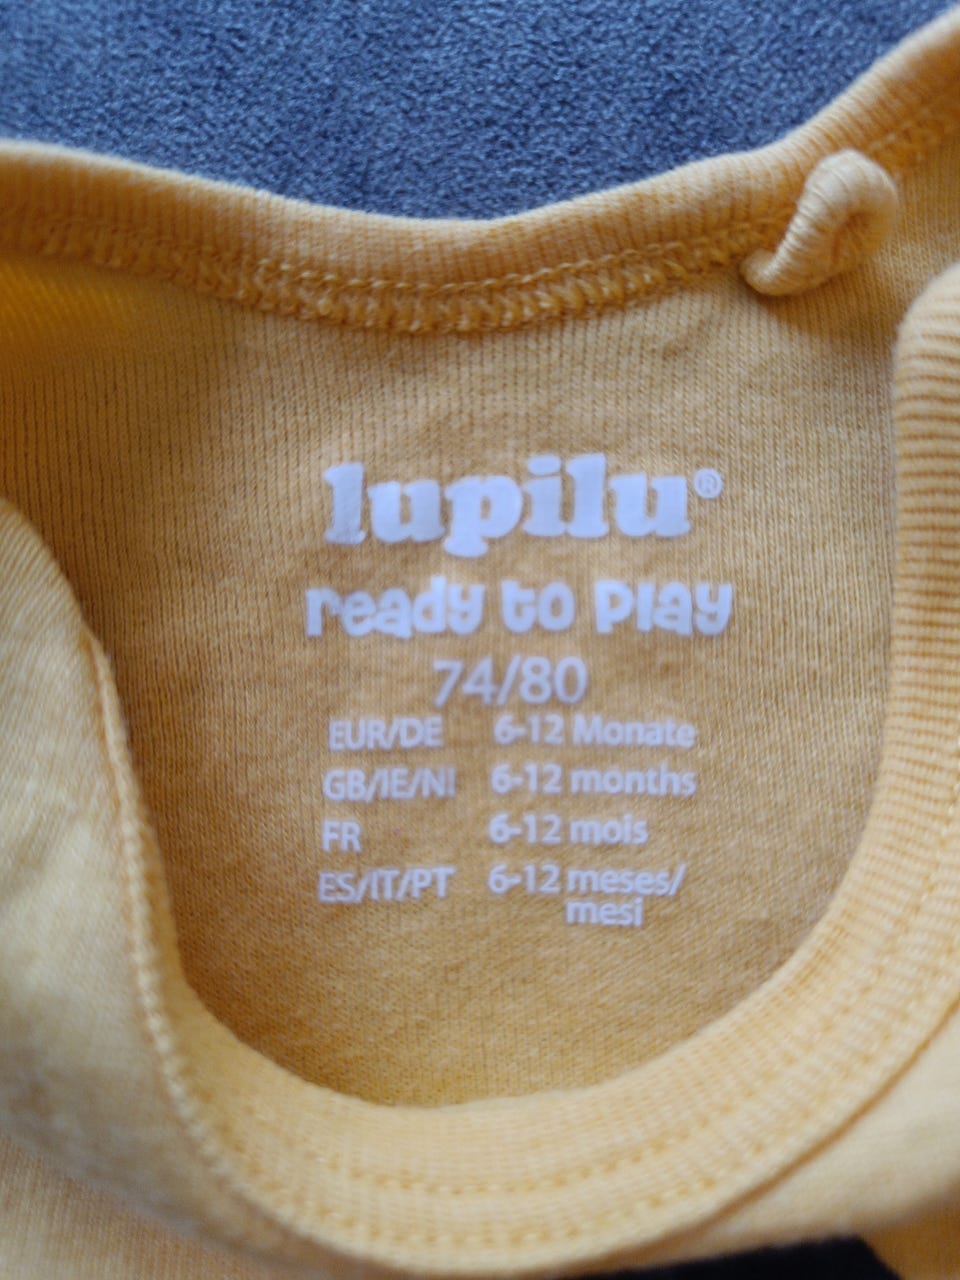 lupilu®
ready to play
74/80
EUR/DE 6-12 Monate
GB/IE/NI 6-12 months
FR 6-12 mois
ES/IT/PT 6-12 meses/
mesi